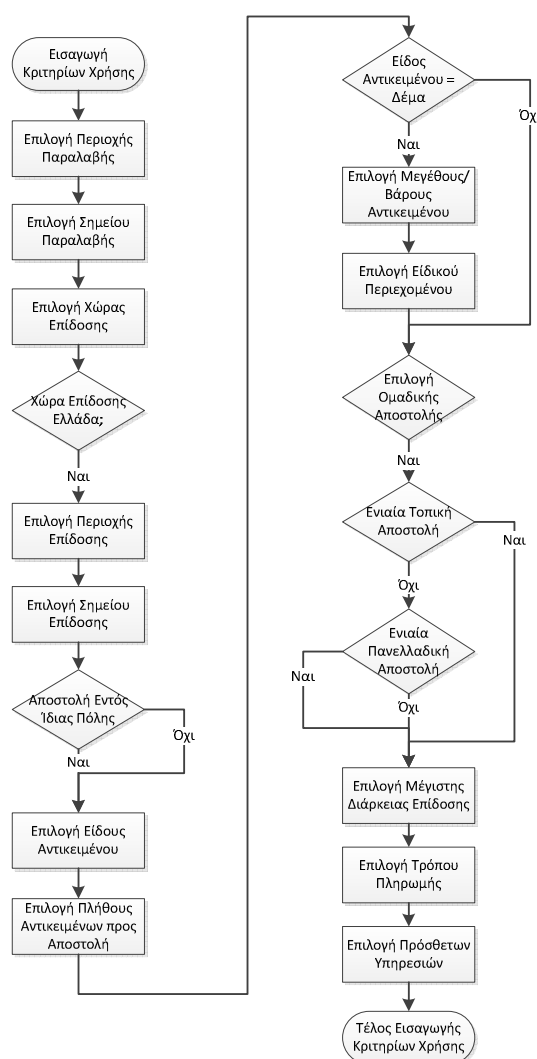 Εισαγωγή
Κριτηρίων Χρήσης
Επιλογή Περιοχής
Παραλαβής
Επιλογή Σημείου
Παραλαβής
Επιλογή Χώρας
Επίδοσης
Χώρα Επίδοσης
Ελλάδα;
Ναι
Επιλογή Περιοχής
Επίδοσης
Επιλογή Σημείου
Επίδοσης
Αποστολή Εντός
Ίδιας Πόλης
Όχι
Ναι
Επιλογή Είδους
Αντικειμένου
Επιλογή Πλήθους
Αντικειμένων προς
Αποστολή
Είδος
Αντικειμένου =
Δέμα
Όχ
Ναι
Επιλογή Μεγέθους/
Βάρους
Αντικειμένου
Επιλογή Είδικού
Περιεχομένου
Επιλογή
Ομαδικής
Αποστολής
Ναι
Ενιαία Τοπική
Αποστολή
Ναι
Όχι
Ενιαία
Πανελλαδική
Αποστολή
Ναι
Όχι
Επιλογή Μέγιστης
Διάρκειας Επίδοσης
Επιλογή Τρόπου
Πληρωμής
Επιλογή Πρόσθετων
Υπηρεσιών
Τέλος Εισαγωγής
Κριτηρίων Χρήσης